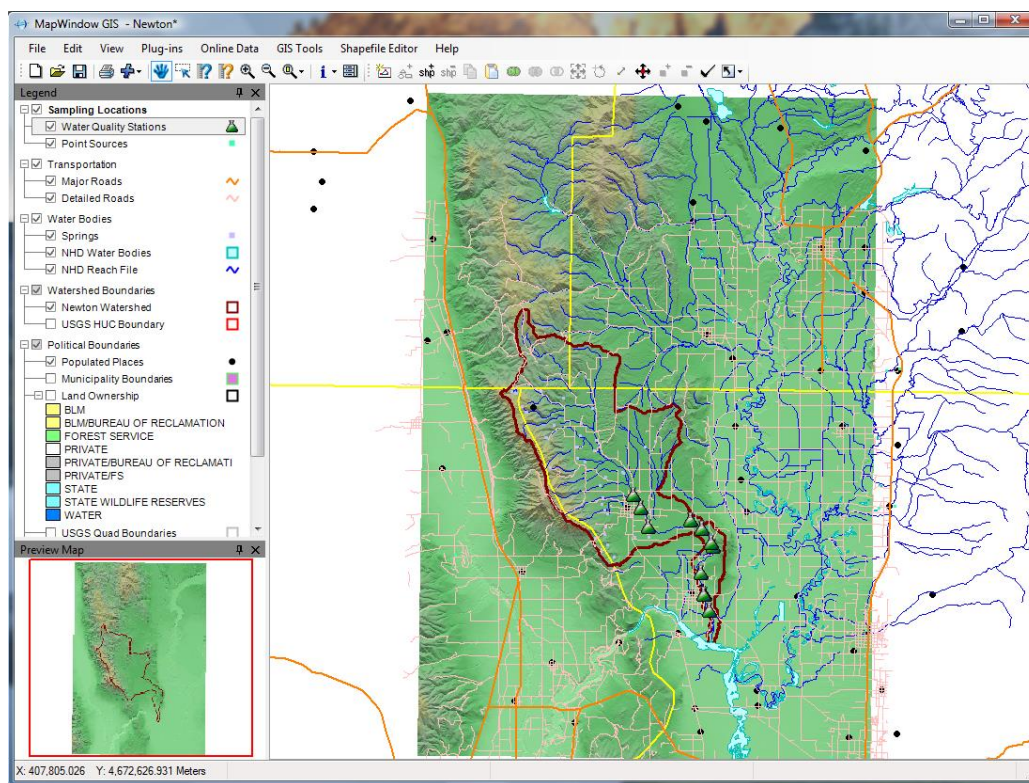 MapWindow GIS - Newton*
File Edit View Plug-ins Online Data GIS Tools Shapefile Editor Help
shp shp
Legend
Sampling Locations
Water Quality Stations
Point Sources
Transportation
Major Roads
Detailed Roads
Water Bodies
Springs
NHD Water Bodies
NHD Reach File
Watershed Boundaries
Newton Watershed
USGS HUC Boundary
Political Boundaries
Populated Places
Municipality Boundaries
Land Ownership
BLM
BLM/BUREAU OF RECLAMATION
FOREST SERVICE
PRIVATE
PRIVATE/BUREAU OF RECLAMATI
PRIVATE/FS
STATE
STATE WILDLIFE RESERVES
WATER
USGS Quad Boundaries
Preview Map
X: 407,805.026 Y: 4,672,626.931 Meters